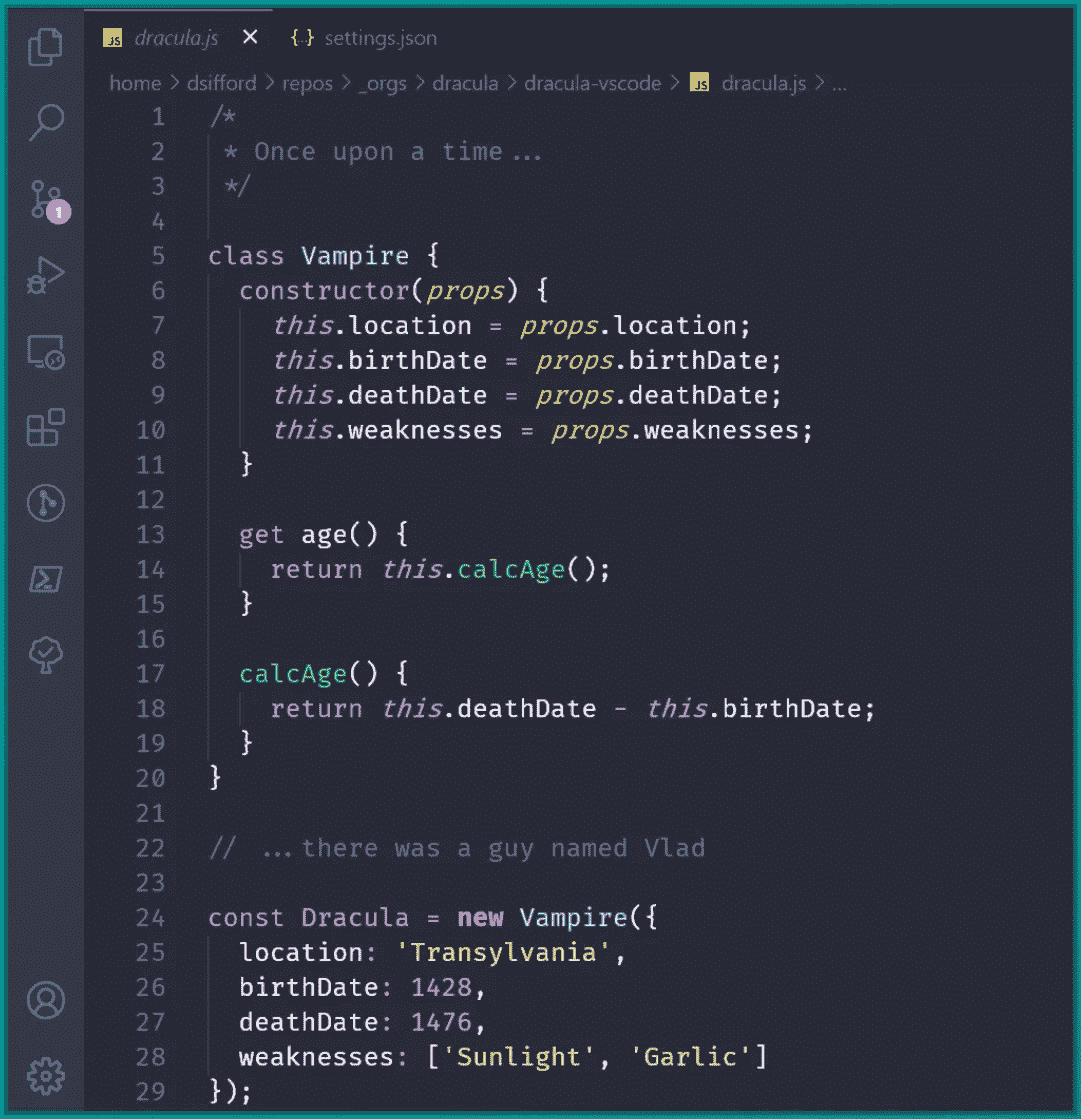 JS dracula.js × {..} settings.json
home > dsifford > repos > _orgs > dracula > dracula-vscode > JS dracula.js > ...
1 /*
2  * Once upon a time ...
3  */
4
5 class Vampire {
6   constructor(props) {
7     this.location = props.location;
8     this.birthDate = props.birthDate;
9     this.deathDate = props.deathDate;
10     this.weaknesses = props.weaknesses;
11   }
12
13   get age() {
14     return this.calcAge();
15   }
16
17   calcAge() {
18     return this.deathDate - this.birthDate;
19   }
20 }
21
22 // ...there was a guy named Vlad
23
24 const Dracula = new Vampire({
25   location: 'Transylvania',
26   birthDate: 1428,
27   deathDate: 1476,
28   weaknesses: ['Sunlight', 'Garlic']
29 });
1